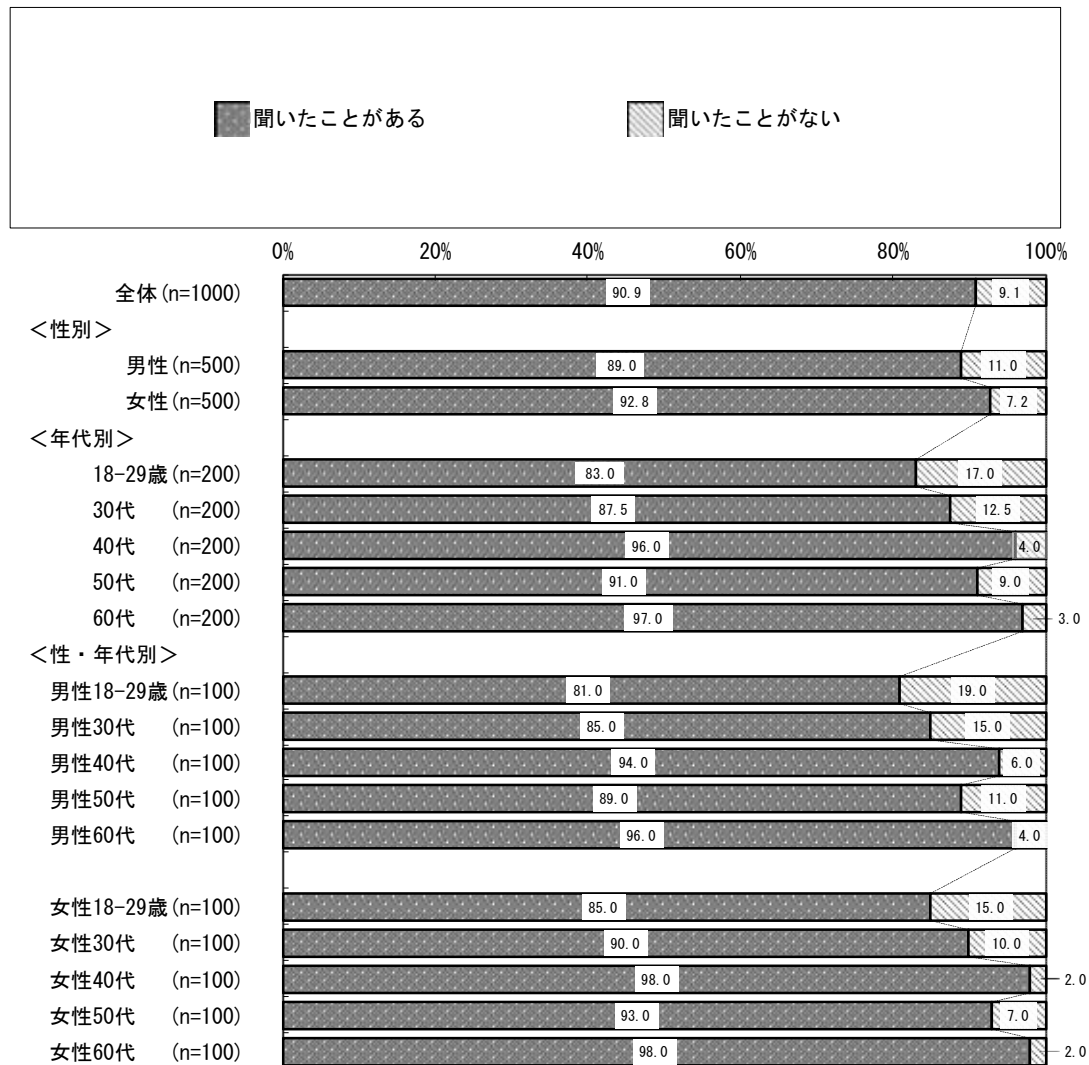 聞いたことがある 聞いたことがない
0% 20% 40% 60% 80% 100%
全体(n=1000) 90.9 9.1
＜性別＞
男性(n=500) 89.0 11.0
女性(n=500) 92.8 7.2
＜年代別＞
18-29歳(n=200) 83.0 17.0
30代 (n=200) 87.5 12.5
40代 (n=200) 96.0 4.0
50代 (n=200) 91.0 9.0
60代 (n=200) 97.0 3.0
＜性・年代別＞
男性18-29歳(n=100) 81.0 19.0
男性30代 (n=100) 85.0 15.0
男性40代 (n=100) 94.0 6.0
男性50代 (n=100) 89.0 11.0
男性60代 (n=100) 96.0 4.0
女性18-29歳(n=100) 85.0 15.0
女性30代 (n=100) 90.0 10.0
女性40代 (n=100) 98.0 2.0
女性50代 (n=100) 93.0 7.0
女性60代 (n=100) 98.0 2.0